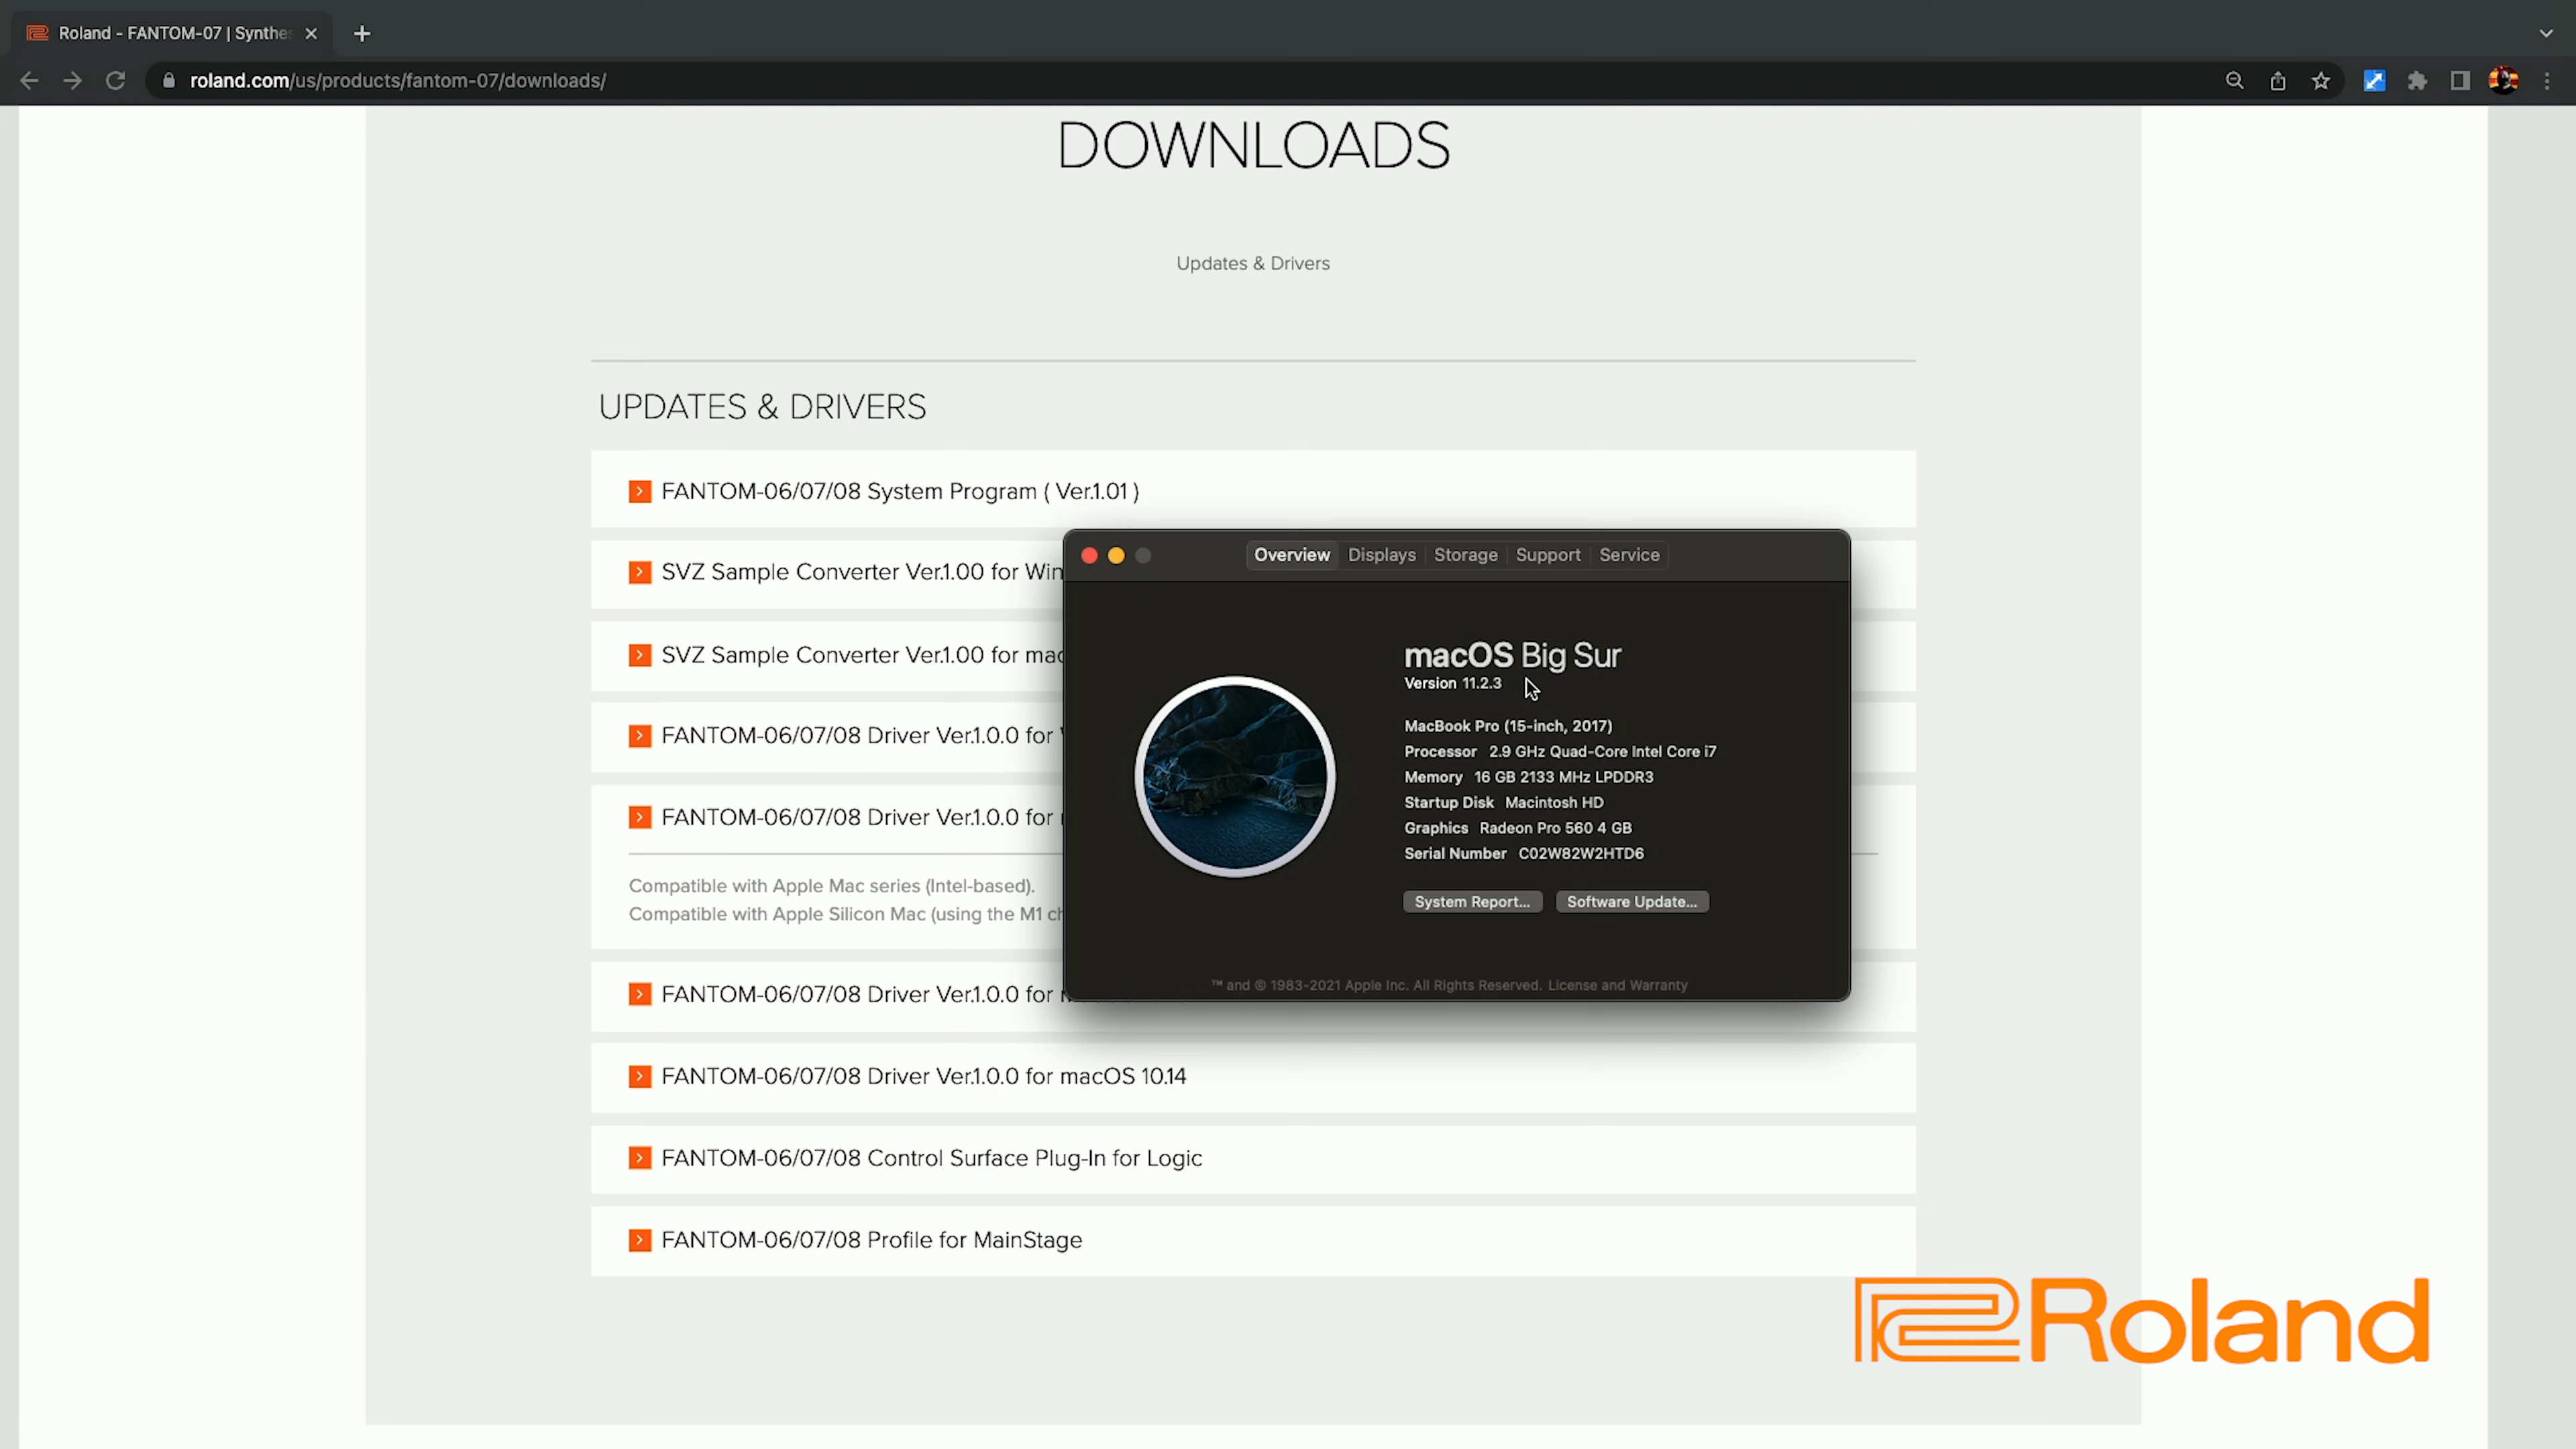 Roland - FANTOM-07 | Synthes
roland.com/us/products/fantom-07/downloads/
DOWNLOADS
Updates & Drivers
UPDATES & DRIVERS
FANTOM-06/07/08 System Program ( Ver.1.01 )
SVZ Sample Converter Ver.1.00 for Win
SVZ Sample Converter Ver.1.00 for mac
FANTOM-06/07/08 Driver Ver.1.0.0 for
FANTOM-06/07/08 Driver Ver.1.0.0 for
Compatible with Apple Mac series (Intel-based).
Compatible with Apple Silicon Mac (using the M1 ch
FANTOM-06/07/08 Driver Ver.1.0.0 for
FANTOM-06/07/08 Driver Ver.1.0.0 for macOS 10.14
FANTOM-06/07/08 Control Surface Plug-In for Logic
FANTOM-06/07/08 Profile for MainStage
Overview Displays Storage Support Service
macOS Big Sur
Version 11.2.3
MacBook Pro (15-inch, 2017)
Processor 2.9 GHz Quad-Core Intel Core i7
Memory 16 GB 2133 MHz LPDDR3
Startup Disk Macintosh HD
Graphics Radeon Pro 560 4 GB
Serial Number C02W82W2HTD6
System Report... Software Update...
™ and © 1983-2021 Apple Inc. All Rights Reserved. License and Warranty
Roland